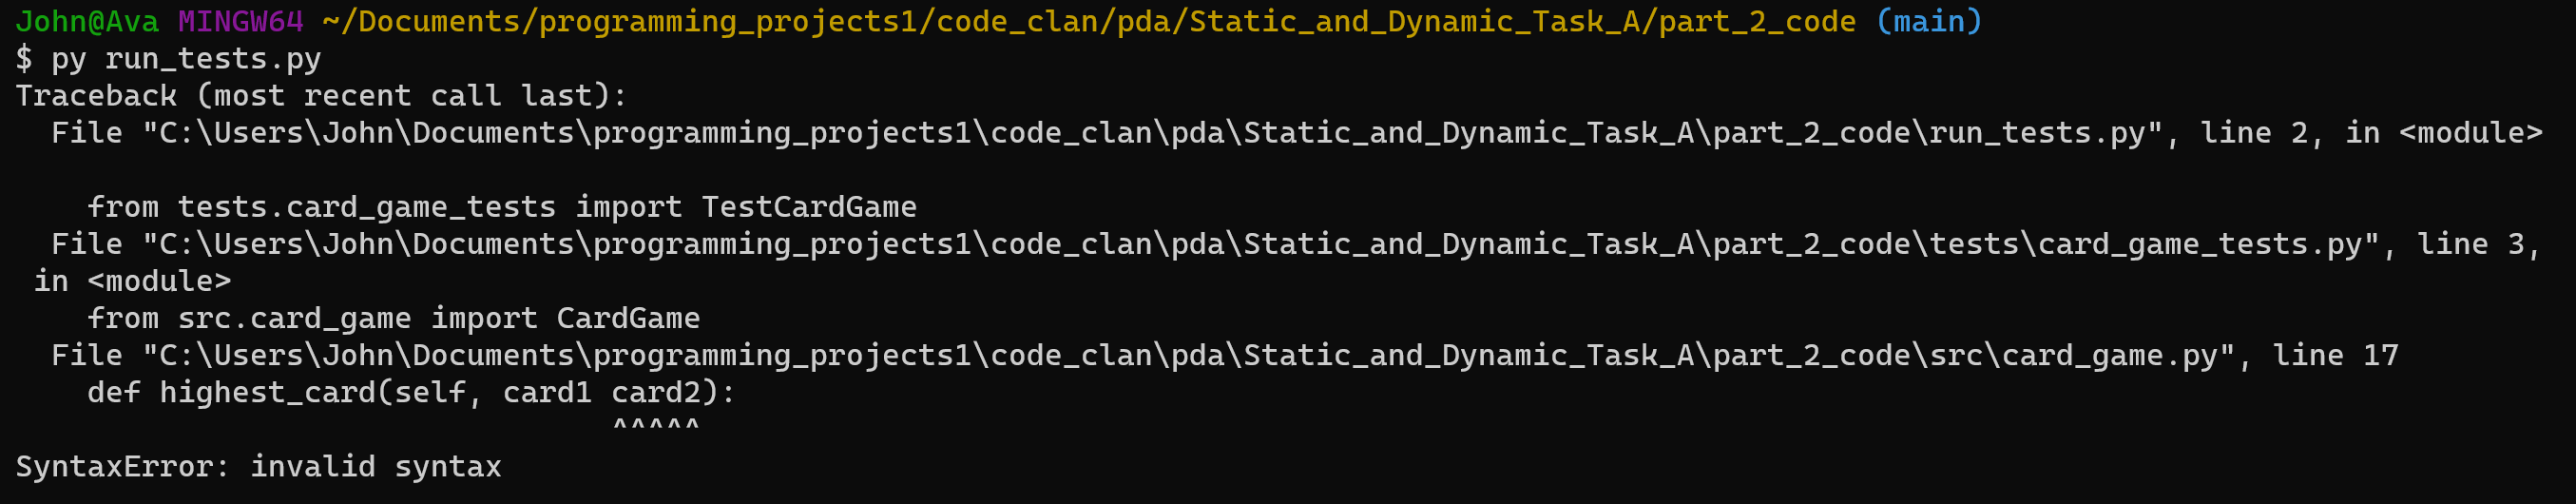 John@Ava MINGW64 ~/Documents/programming_projects1/code_clan/pda/Static_and_Dynamic_Task_A/part_2_code (main)
$ py run_tests.py
Traceback (most recent call last):
  File "C:\Users\John\Documents\programming_projects1\code_clan\pda\Static_and_Dynamic_Task_A\part_2_code\run_tests.py", line 2, in <module>

    from tests.card_game_tests import TestCardGame
  File "C:\Users\John\Documents\programming_projects1\code_clan\pda\Static_and_Dynamic_Task_A\part_2_code\tests\card_game_tests.py", line 3,
 in <module>
    from src.card_game import CardGame
  File "C:\Users\John\Documents\programming_projects1\code_clan\pda\Static_and_Dynamic_Task_A\part_2_code\src\card_game.py", line 17
    def highest_card(self, card1 card2):
                                 ^^^^^
SyntaxError: invalid syntax